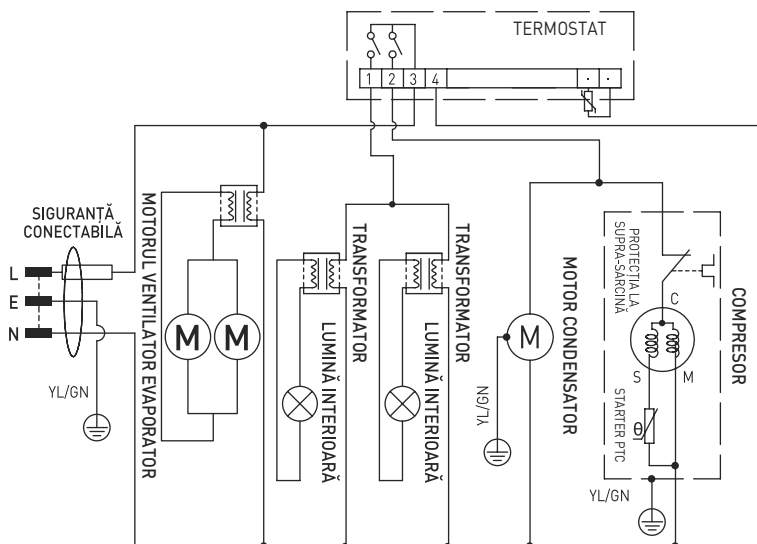 TERMOSTAT
1 2 3 4
SIGURANȚĂ
CONECTABILĂ
L
E
N
YL/GN
MOTORUL VENTILATOR EVAPORATOR
M
M
TRANSFORMATOR
LUMINĂ INTERIOARĂ
TRANSFORMATOR
LUMINĂ INTERIOARĂ
M
YL/GN
MOTOR CONDENSATOR
PROTECȚIA LA
SUPRA-SARCINĂ
C
S
M
θ
STARTER PTC
COMPRESOR
YL/GN